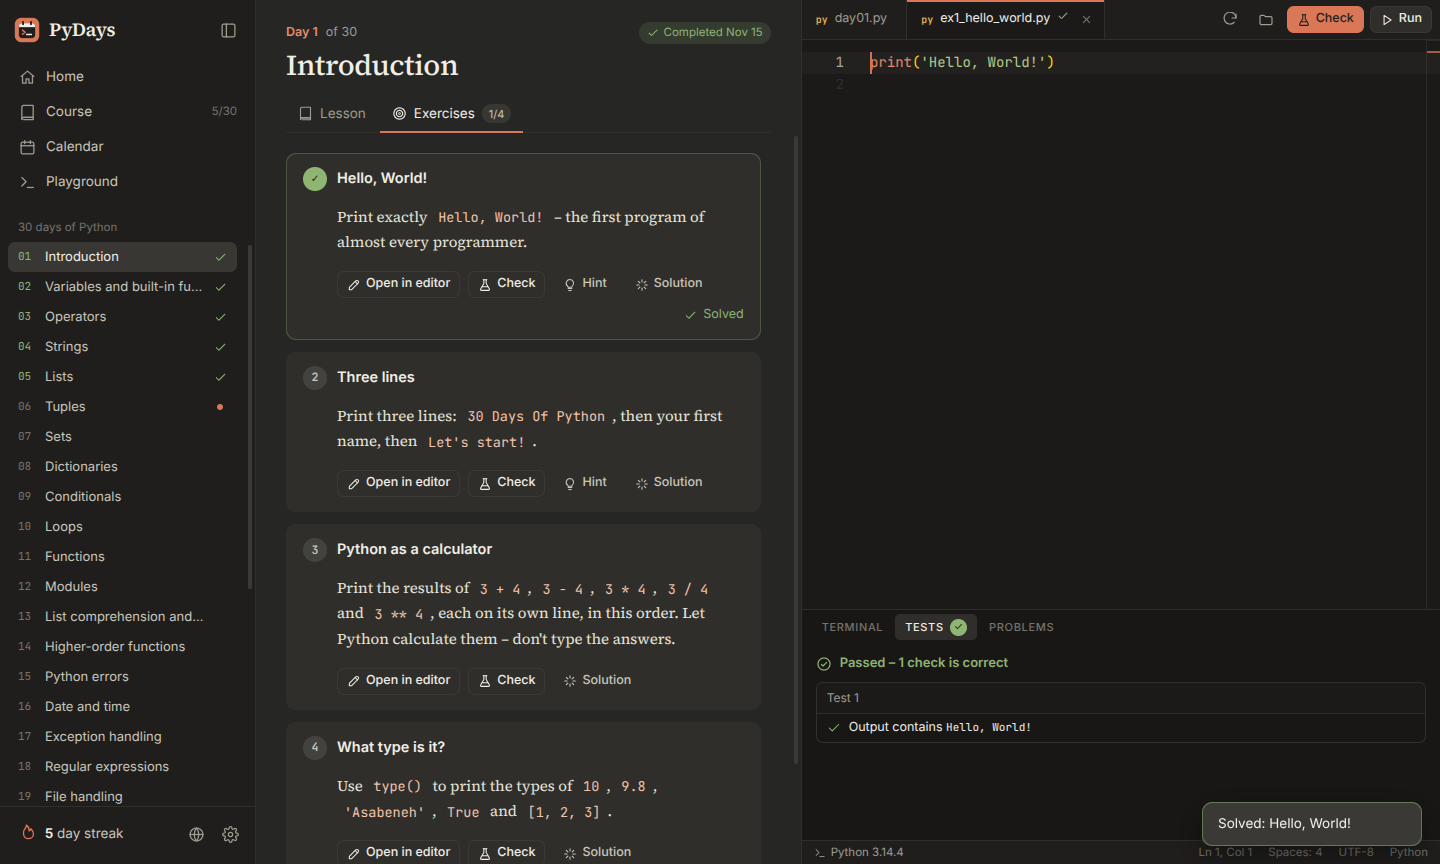 PyDays
Home
Course 5/30
Calendar
Playground
30 days of Python
01 Introduction
02 Variables and built-in fu...
03 Operators
04 Strings
05 Lists
06 Tuples
07 Sets
08 Dictionaries
09 Conditionals
10 Loops
11 Functions
12 Modules
13 List comprehension and...
14 Higher-order functions
15 Python errors
16 Date and time
17 Exception handling
18 Regular expressions
19 File handling
5 day streak
Day 1 of 30
Completed Nov 15
Introduction
Lesson Exercises 1/4
Hello, World!
Print exactly Hello, World! – the first program of
almost every programmer.
Open in editor Check Hint Solution
Solved
2 Three lines
Print three lines: 30 Days Of Python , then your first
name, then Let's start! .
Open in editor Check Hint Solution
3 Python as a calculator
Print the results of 3 + 4 , 3 - 4 , 3 * 4 , 3 / 4
and 3 ** 4 , each on its own line, in this order. Let
Python calculate them – don't type the answers.
Open in editor Check Solution
4 What type is it?
Use type() to print the types of 10 , 9.8 ,
'Asabeneh' , True and [1, 2, 3] .
Open in editor Check Solution
py day01.py py ex1_hello_world.py Check Run
1 print('Hello, World!')
2
TERMINAL TESTS PROBLEMS
Passed – 1 check is correct
Test 1
Output contains Hello, World!
Solved: Hello, World!
Python 3.14.4 Ln 1, Col 1 Spaces: 4 UTF-8 Python